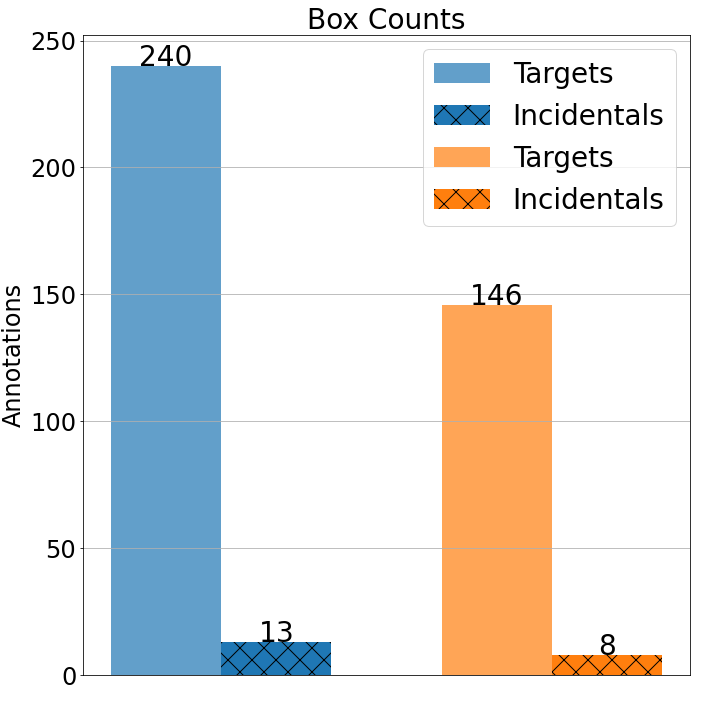 Box Counts
250
240
Targets
Incidentals
200
Targets
Incidentals
150
146
Annotations
100
50
13
8
0